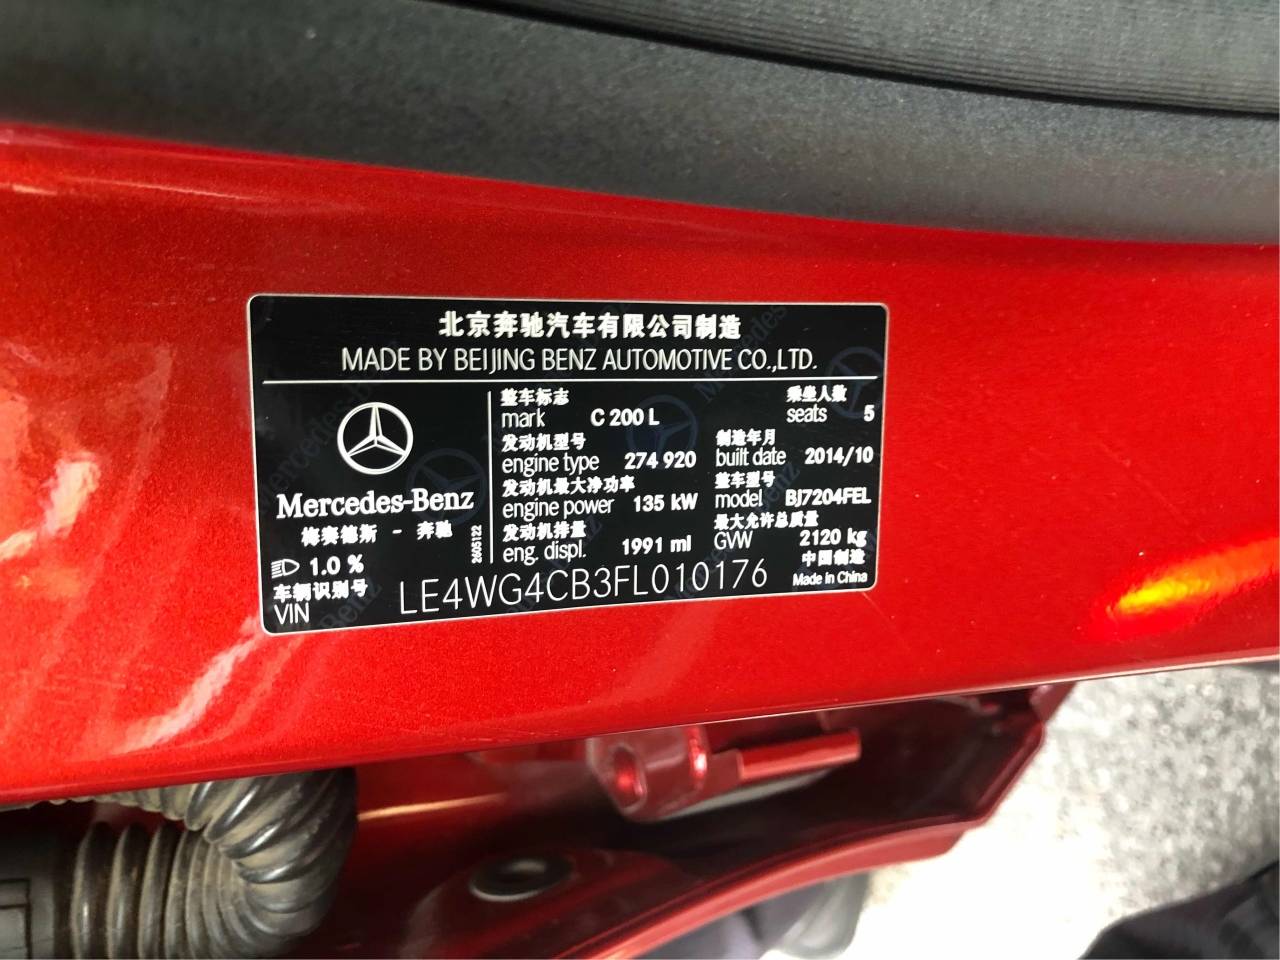 北京奔驰汽车有限公司制造
MADE BY BEIJING BENZ AUTOMOTIVE CO.,LTD.
Mercedes-Benz
梅赛德斯 - 奔驰
1.0 %
2605122
整车标志
mark C 200 L
乘坐人数
seats 5
发动机型号
engine type 274 920
制造年月
built date 2014/10
发动机最大净功率
engine power 135 kW
整车型号
model BJ7204FEL
发动机排量
eng. displ. 1991 ml
最大允许总质量
GVW 2120 kg
中国制造
Made in China
车辆识别号
VIN LE4WG4CB3FL010176